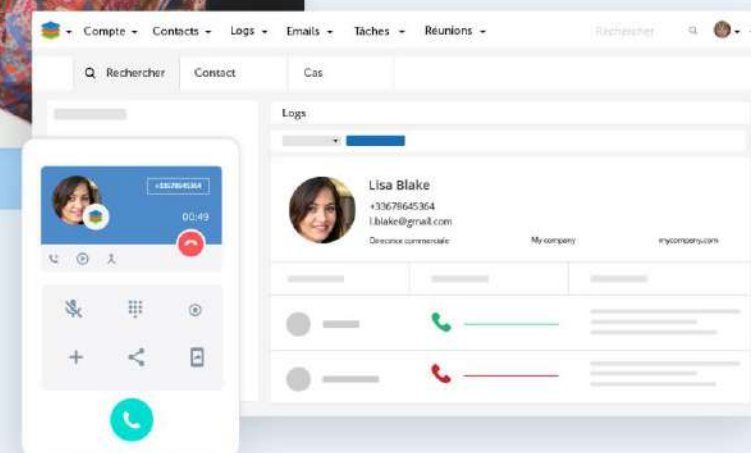 Compte Contacts Logs Emails Tâches Réunions Rechercher
Rechercher Contact Cas
Logs
+33678645364
00:49
Lisa Blake
+33678645364
l.blake@gmail.com
Directrice commerciale My company mycompany.com